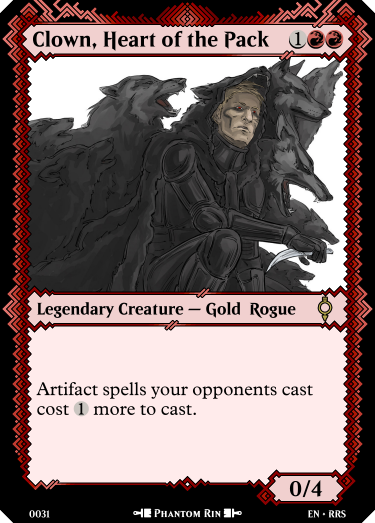 Clown, Heart of the Pack 1
Legendary Creature — Gold Rogue
Artifact spells your opponents cast
cost 1 more to cast.
0/4
0031 Phantom Rin EN • RRS